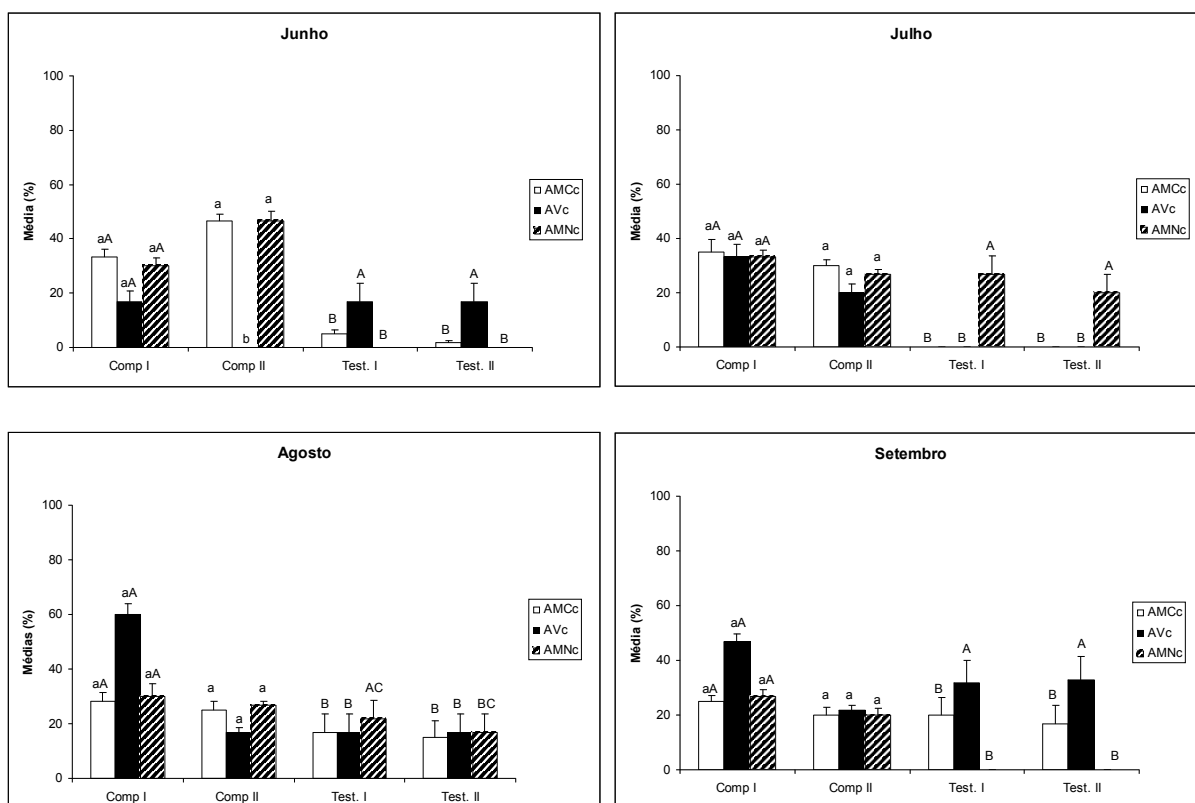 Junho
100
80
60
40
20
0
Média (%)
aA
aA
aA
a
b
a
B
A
B
B
A
B
Comp I
Comp II
Test. I
Test. II
AMCc
AVc
AMNc
Julho
100
80
60
40
20
0
Média (%)
aA
aA
aA
a
a
a
B
B
A
B
B
A
Comp I
Comp II
Test. I
Test. II
AMCc
AVc
AMNc
Agosto
100
80
60
40
20
0
Médias (%)
aA
aA
aA
a
a
a
B
B
AC
B
B
BC
Comp I
Comp II
Test. I
Test. II
AMCc
AVc
AMNc
Setembro
100
80
60
40
20
0
Média (%)
aA
aA
aA
a
a
a
B
A
B
B
A
B
Comp I
Comp II
Test. I
Test. II
AMCc
AVc
AMNc